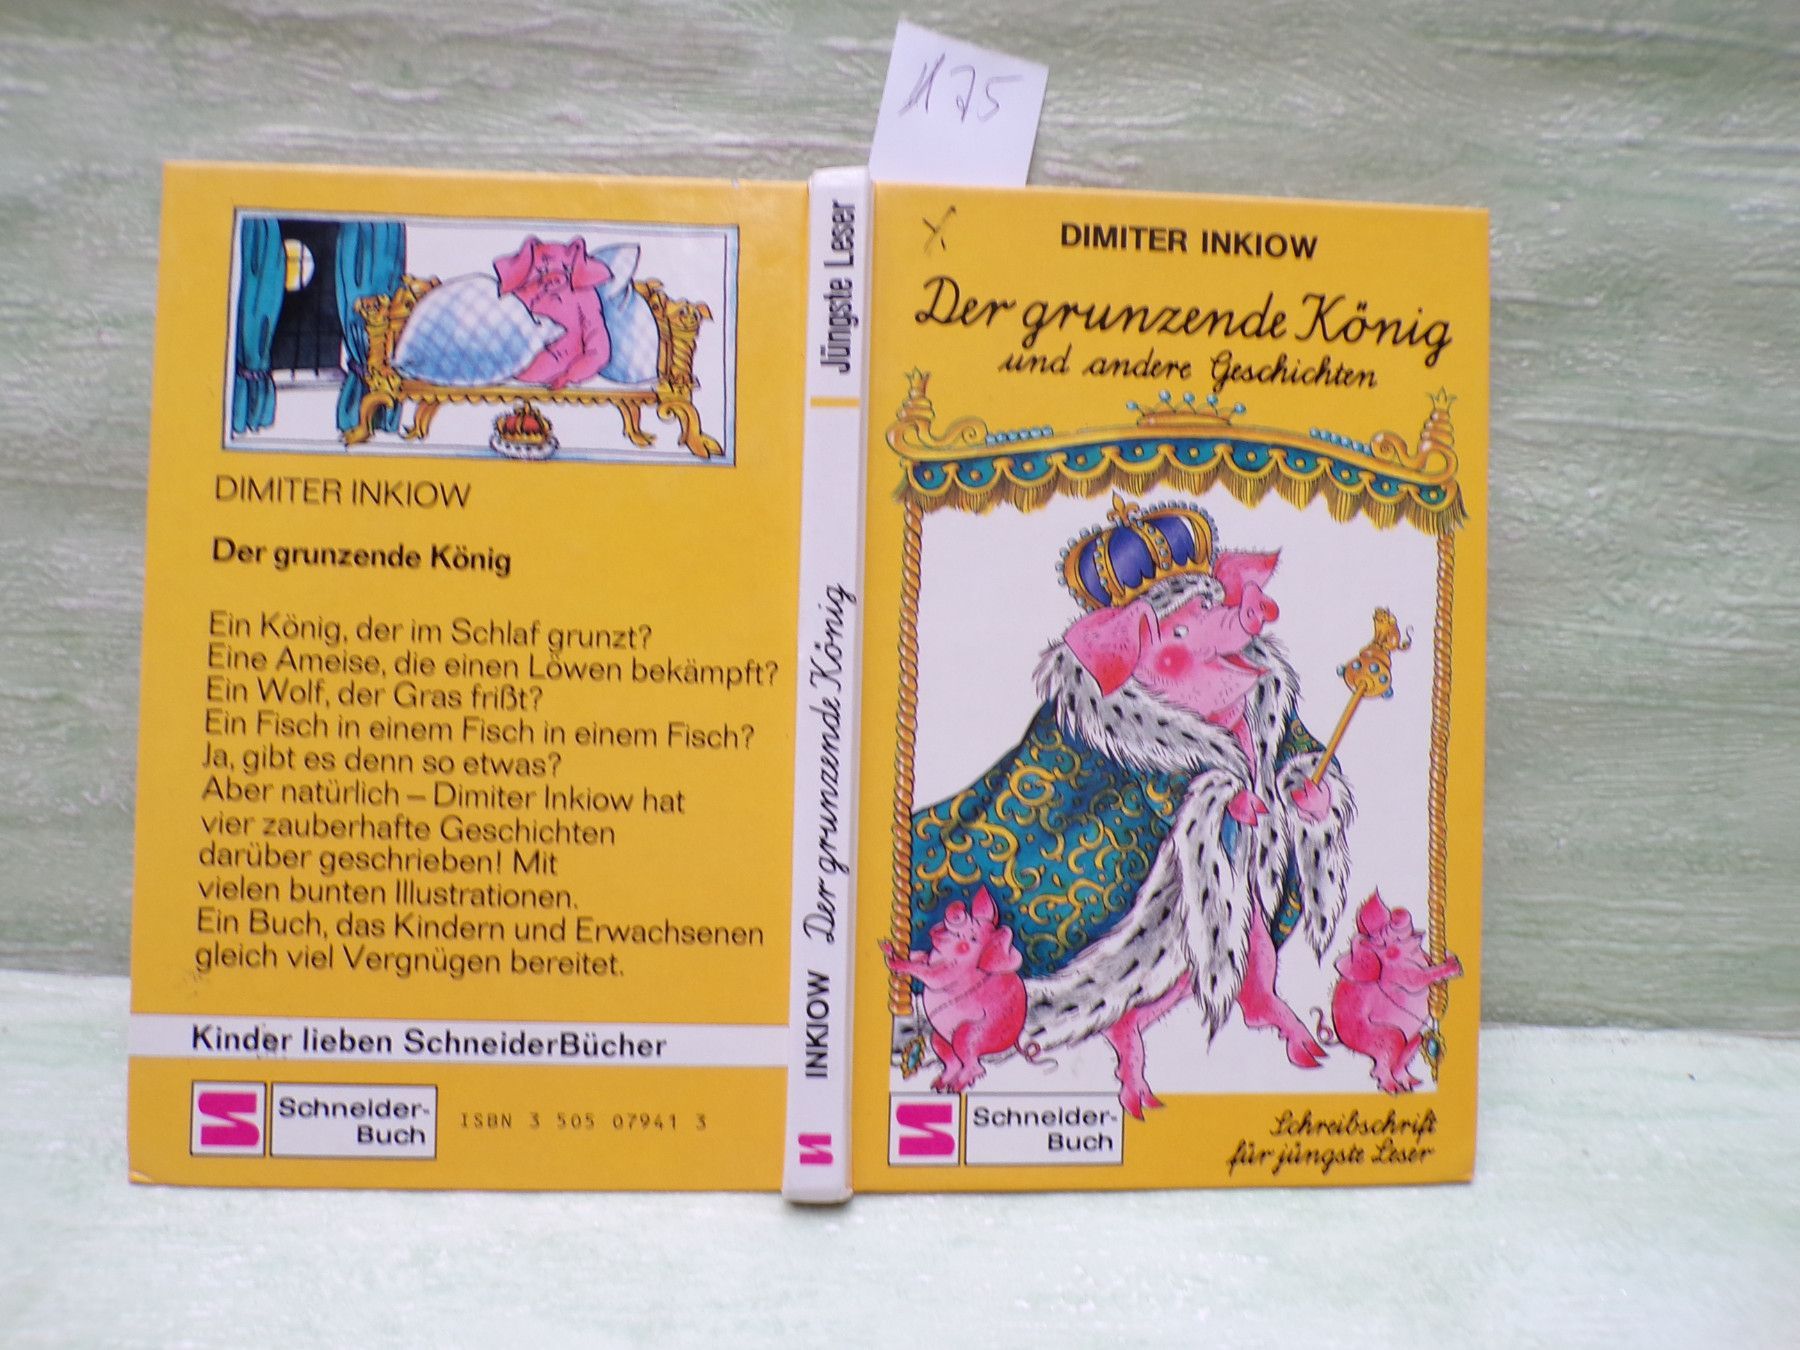 1175
DIMITER INKIOW
Der grunzende König
Ein König, der im Schlaf grunzt?
Eine Ameise, die einen Löwen bekämpft?
Ein Wolf, der Gras frißt?
Ein Fisch in einem Fisch in einem Fisch?
Ja, gibt es denn so etwas?
Aber natürlich – Dimiter Inkiow hat
vier zauberhafte Geschichten
darüber geschrieben! Mit
vielen bunten Illustrationen.
Ein Buch, das Kindern und Erwachsenen
gleich viel Vergnügen bereitet.
Kinder lieben SchneiderBücher
Schneider-
Buch
ISBN 3 505 07941 3
INKIOW Der grunzende König Jüngste Leser
DIMITER INKIOW
Der grunzende König
und andere Geschichten
Schneider-
Buch
Schreibschrift
für jüngste Leser